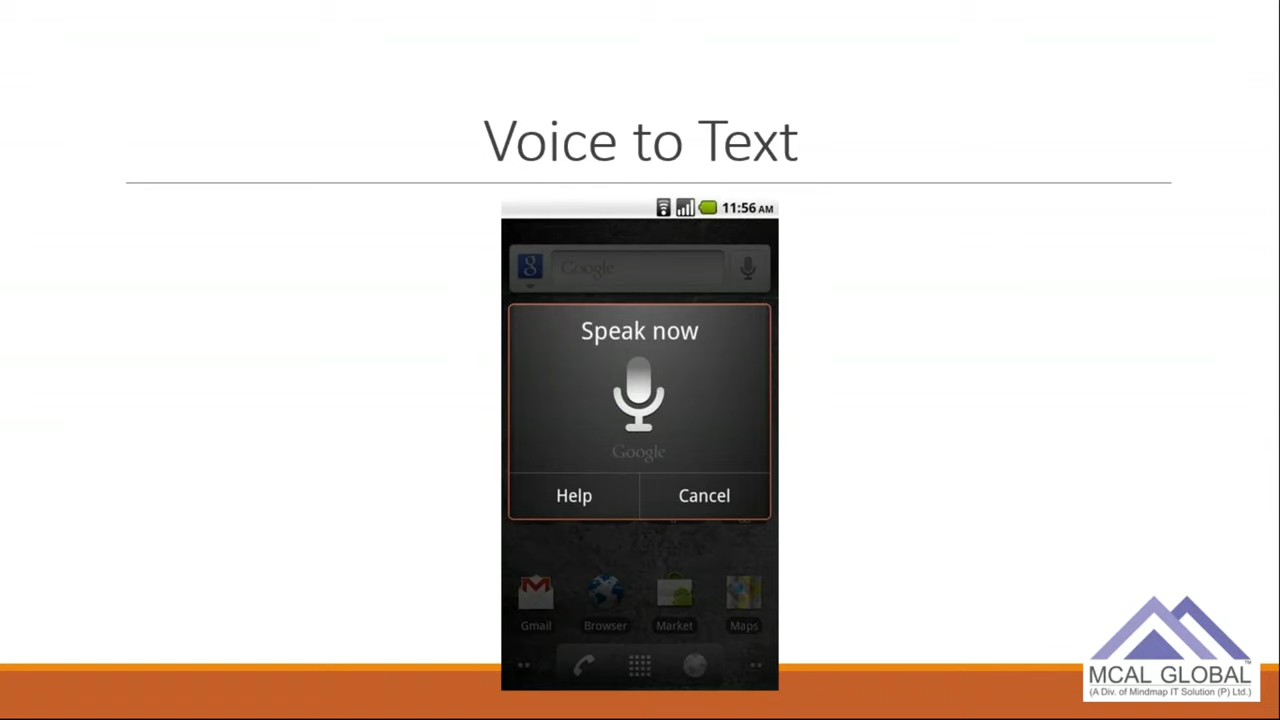 Voice to Text
11:56 AM
Google
Speak now
Google
Help
Cancel
Gmail
Browser
Market
Maps
MCAL GLOBAL™
(A Div. of Mindmap IT Solution (P) Ltd.)